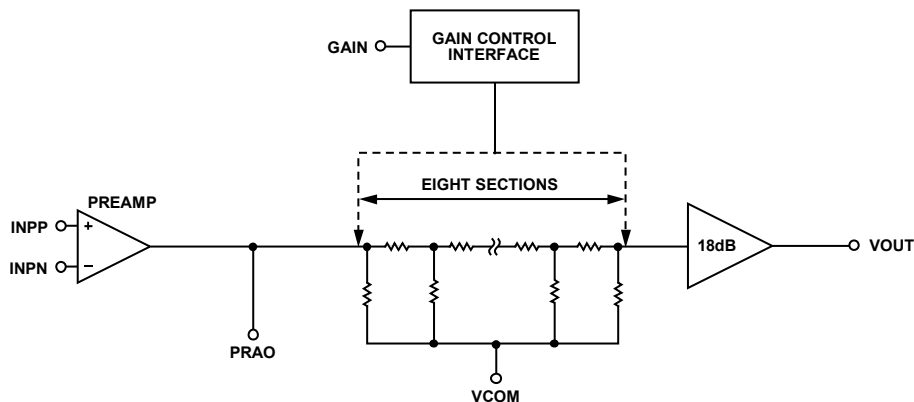 GAIN CONTROL
INTERFACE
GAIN
EIGHT SECTIONS
PREAMP
INPP
+
INPN
−
18dB
VOUT
PRAO
VCOM